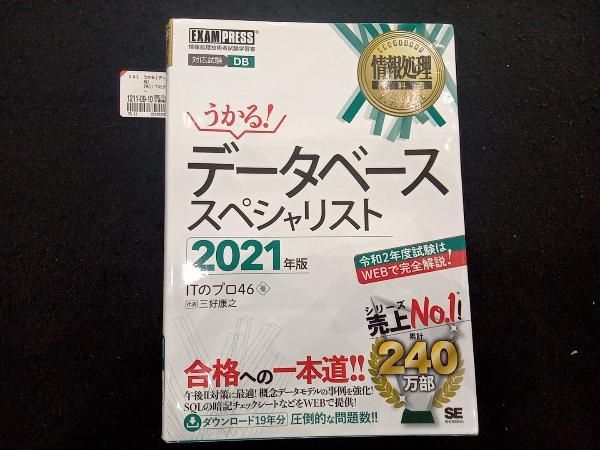 EXAMPRESS
情報処理技術者試験学習書
対応試験 DB
情報処理
教科書
うかる!
データベース
スペシャリスト
2021年版
ITのプロ46 著
代表 三好康之
令和2年度試験は
WEBで完全解説!
シリーズ
売上No.1!
累計
240
万部
合格への一本道!!
午後II対策に最適!概念データモデルの事例を強化!
SQLの暗記チェックシートなどをWEBで提供!
ダウンロード19年分 圧倒的な問題数!!
SE
SHOEISHA
1211-09-10